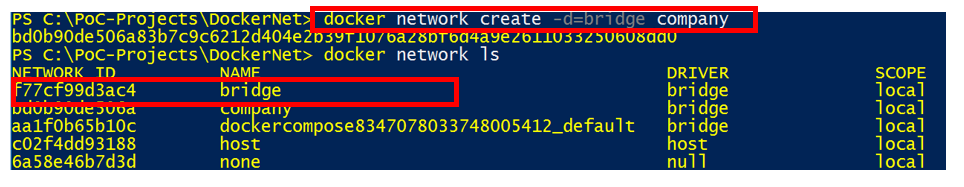 PS C:\PoC-Projects\DockerNet> docker network create -d=bridge company
bd0b90de506a83b7c9c6212d404e2b39f1076a28bf6d4a9e2611033250608dd0
PS C:\PoC-Projects\DockerNet> docker network ls
NETWORK ID NAME DRIVER SCOPE
f77cf99d3ac4 bridge bridge local
bd0b90de506a company bridge local
aa1f0b65b10c dockercompose8347078033748005412_default bridge local
c02f4dd93188 host host local
6a58e46b7d3d none null local